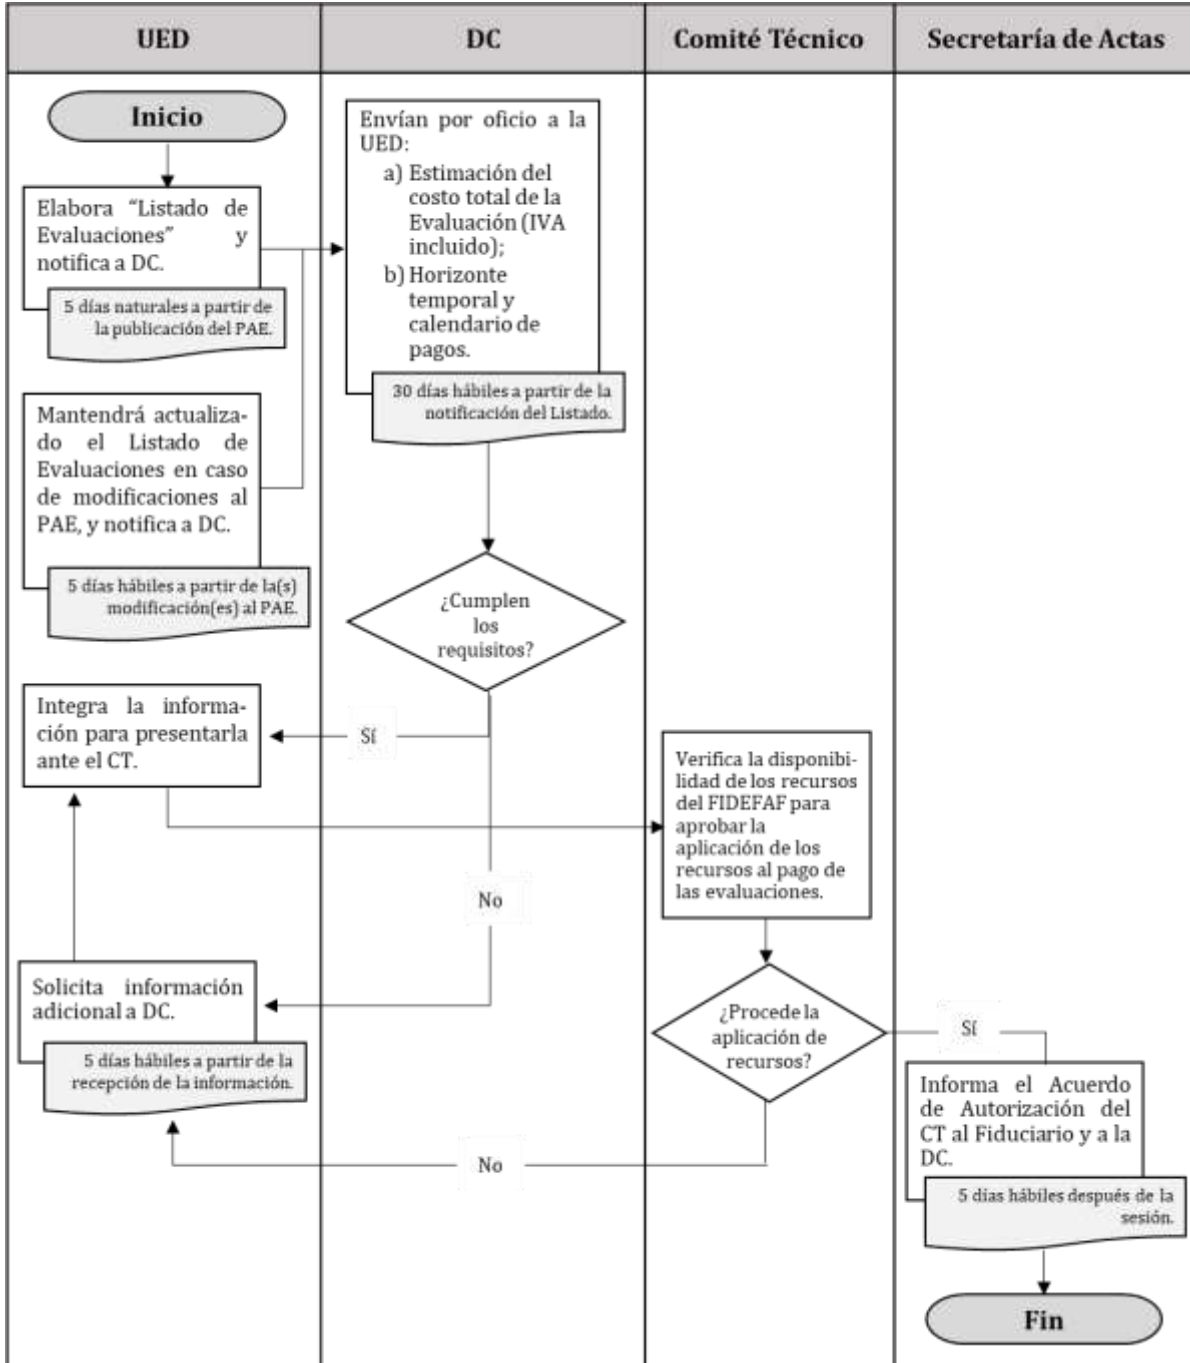 UED
DC
Comité Técnico
Secretaría de Actas
Inicio
Elabora “Listado de
Evaluaciones” y
notifica a DC.
5 días naturales a partir de
la publicación del PAE.
Mantendrá actualiza-
do el Listado de
Evaluaciones en caso
de modificaciones al
PAE, y notifica a DC.
5 días hábiles a partir de la(s)
modificación(es) al PAE.
Integra la informa-
ción para presentarla
ante el CT.
Solicita información
adicional a DC.
5 días hábiles a partir de la
recepción de la información.
Envían por oficio a la
UED:
a) Estimación del
costo total de la
Evaluación (IVA
incluido);
b) Horizonte
temporal y
calendario de
pagos.
30 días hábiles a partir de la
notificación del Listado.
¿Cumplen
los
requisitos?
Sí
No
No
Verifica la disponibi-
lidad de los recursos
del FIDEFAF para
aprobar la
aplicación de los
recursos al pago de
las evaluaciones.
¿Procede la
aplicación de
recursos?
Sí
Informa el Acuerdo
de Autorización del
CT al Fiduciario y a la
DC.
5 días hábiles después de la
sesión.
Fin